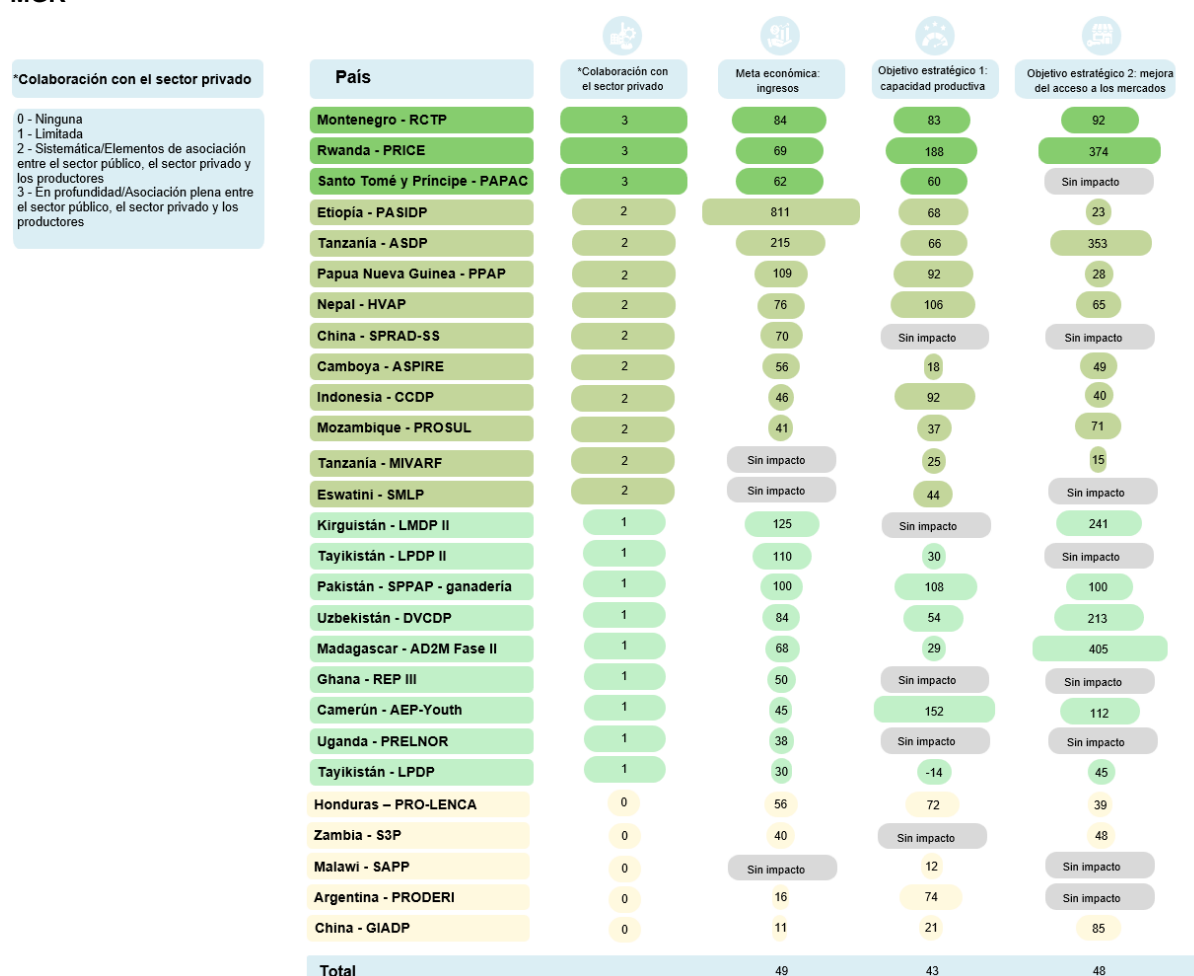 *Colaboración con el sector privado
0 - Ninguna
1 - Limitada
2 - Sistemática/Elementos de asociación
entre el sector público, el sector privado y
los productores
3 - En profundidad/Asociación plena entre
el sector público, el sector privado y los
productores
País
*Colaboración con
el sector privado
Meta económica:
ingresos
Objetivo estratégico 1:
capacidad productiva
Objetivo estratégico 2: mejora
del acceso a los mercados
Montenegro - RCTP 3 84 83 92
Rwanda - PRICE 3 69 188 374
Santo Tomé y Príncipe - PAPAC 3 62 60 Sin impacto
Etiopía - PASIDP 2 811 68 23
Tanzanía - ASDP 2 215 66 353
Papua Nueva Guinea - PPAP 2 109 92 28
Nepal - HVAP 2 76 106 65
China - SPRAD-SS 2 70 Sin impacto Sin impacto
Camboya - ASPIRE 2 56 18 49
Indonesia - CCDP 2 46 92 40
Mozambique - PROSUL 2 41 37 71
Tanzanía - MIVARF 2 Sin impacto 25 15
Eswatini - SMLP 2 Sin impacto 44 Sin impacto
Kirguistán - LMDP II 1 125 Sin impacto 241
Tayikistán - LPDP II 1 110 30 Sin impacto
Pakistán - SPPAP - ganadería 1 100 108 100
Uzbekistán - DVCDP 1 84 54 213
Madagascar - AD2M Fase II 1 68 29 405
Ghana - REP III 1 50 Sin impacto Sin impacto
Camerún - AEP-Youth 1 45 152 112
Uganda - PRELNOR 1 38 Sin impacto Sin impacto
Tayikistán - LPDP 1 30 -14 45
Honduras – PRO-LENCA 0 56 72 39
Zambia - S3P 0 40 Sin impacto 48
Malawi - SAPP 0 Sin impacto 12 Sin impacto
Argentina - PRODERI 0 16 74 Sin impacto
China - GIADP 0 11 21 85
Total 49 43 48